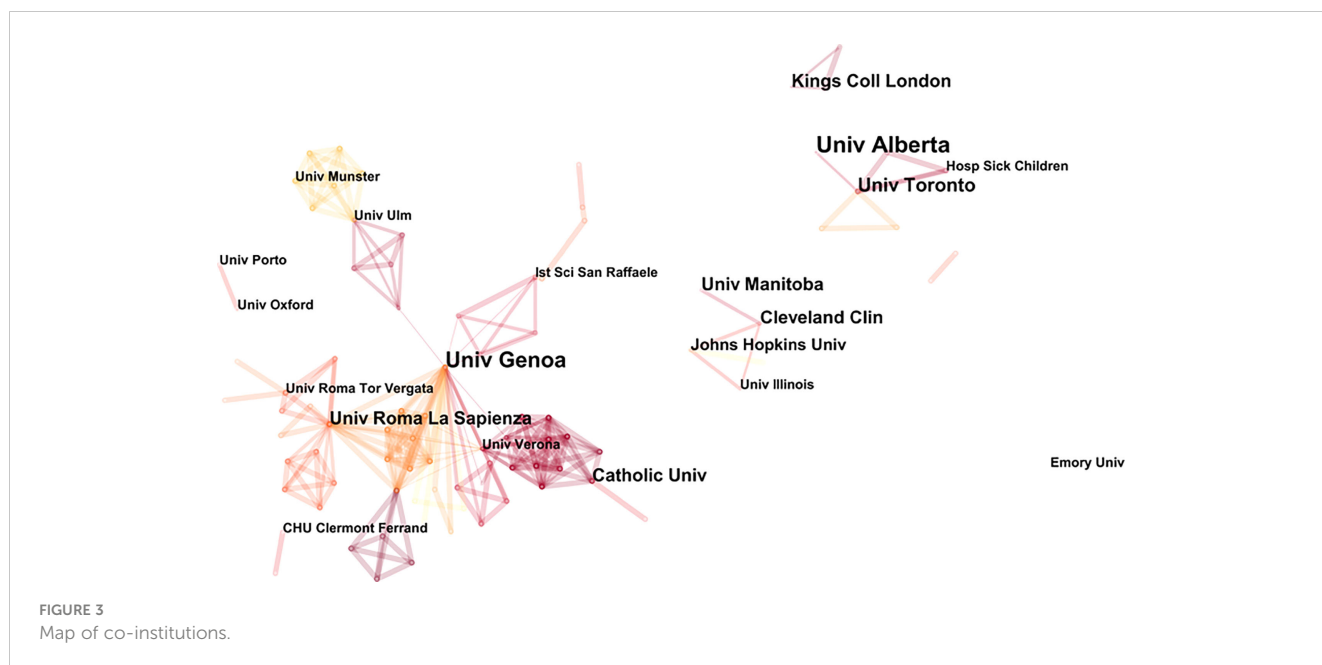 Kings Coll London
Univ Alberta
Hosp Sick Children
Univ Munster
Univ Toronto
Univ Ulm
Univ Porto
Ist Sci San Raffaele
Univ Manitoba
Univ Oxford
Cleveland Clin
Johns Hopkins Univ
Univ Genoa
Univ Illinois
Univ Roma Tor Vergata
Univ Roma La Sapienza
Univ Verona
Emory Univ
Catholic Univ
CHU Clermont Ferrand
FIGURE 3
Map of co-institutions.